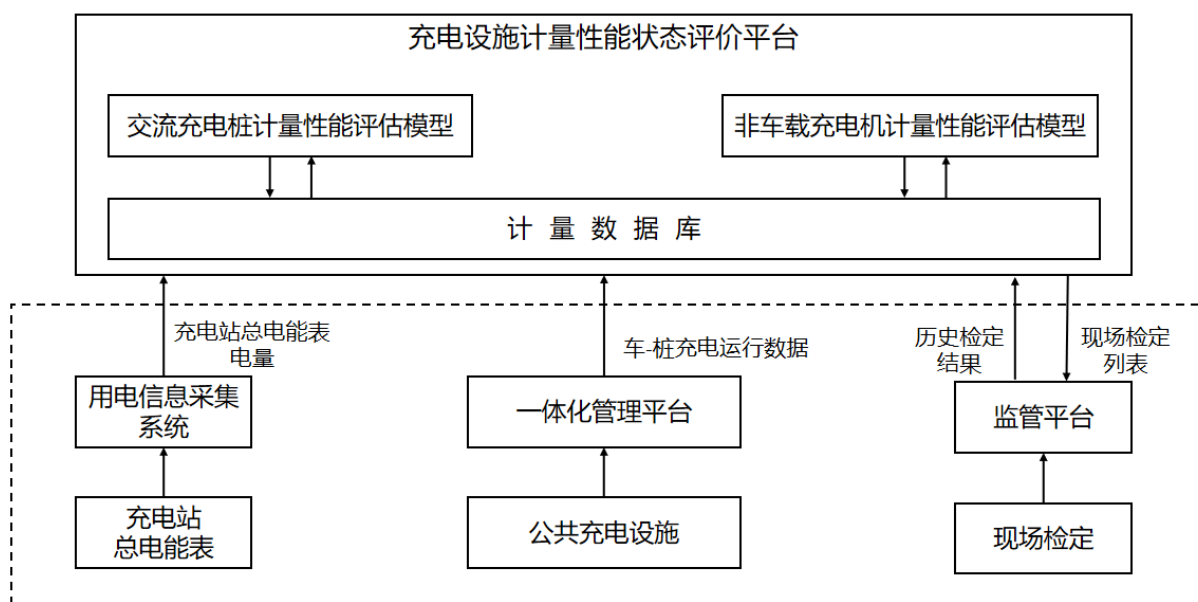 充电设施计量性能状态评价平台
交流充电桩计量性能评估模型
非车载充电机计量性能评估模型
计 量 数 据 库
充电站总电能表
电量
车-桩充电运行数据
历史检定
结果
现场检定
列表
用电信息采集
系统
一体化管理平台
监管平台
充电站
总电能表
公共充电设施
现场检定